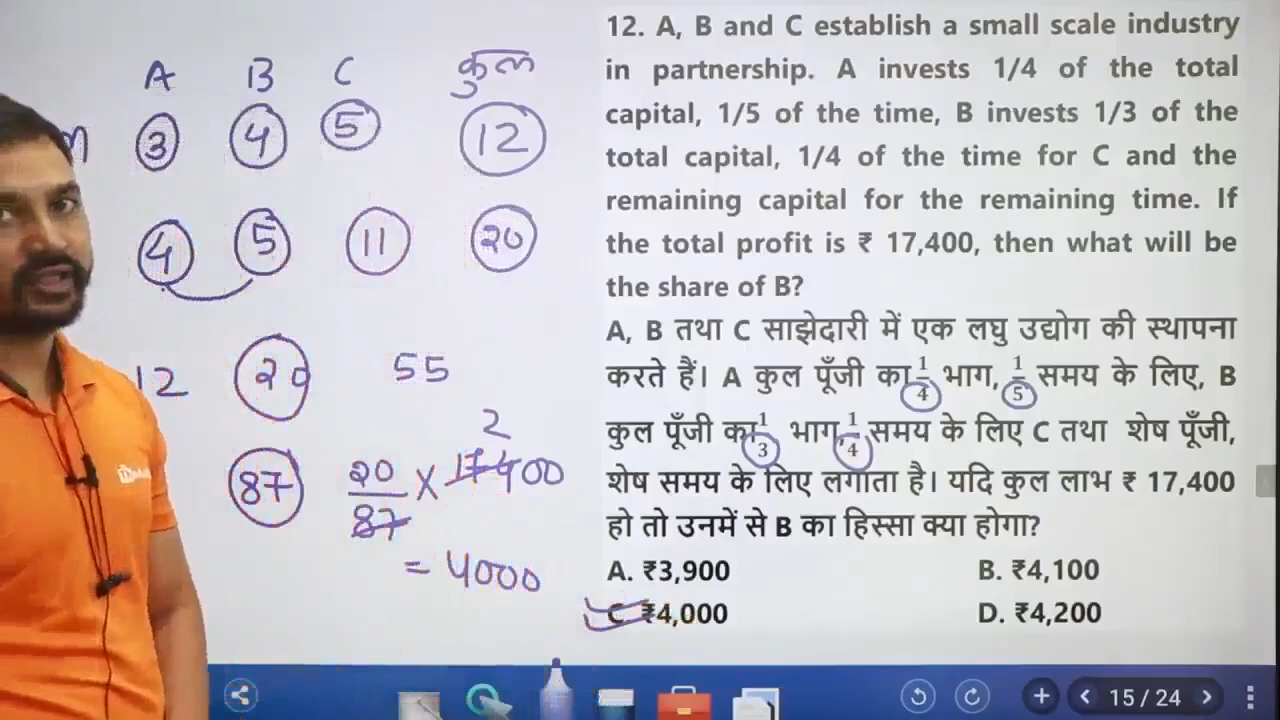 A B C कुल
3 4 5 12
4 5 11 20
12 20 55
87 20/87 × 17400 2
= 4000
12. A, B and C establish a small scale industry
in partnership. A invests 1/4 of the total
capital, 1/5 of the time, B invests 1/3 of the
total capital, 1/4 of the time for C and the
remaining capital for the remaining time. If
the total profit is ₹ 17,400, then what will be
the share of B?
A, B तथा C साझेदारी में एक लघु उद्योग की स्थापना
करते हैं। A कुल पूँजी का 1/4 भाग, 1/5 समय के लिए, B
कुल पूँजी का 1/3 भाग, 1/4 समय के लिए C तथा शेष पूँजी,
शेष समय के लिए लगाता है। यदि कुल लाभ ₹ 17,400
हो तो उनमें से B का हिस्सा क्या होगा?
A. ₹3,900 B. ₹4,100
C ₹4,000 D. ₹4,200
15 / 24